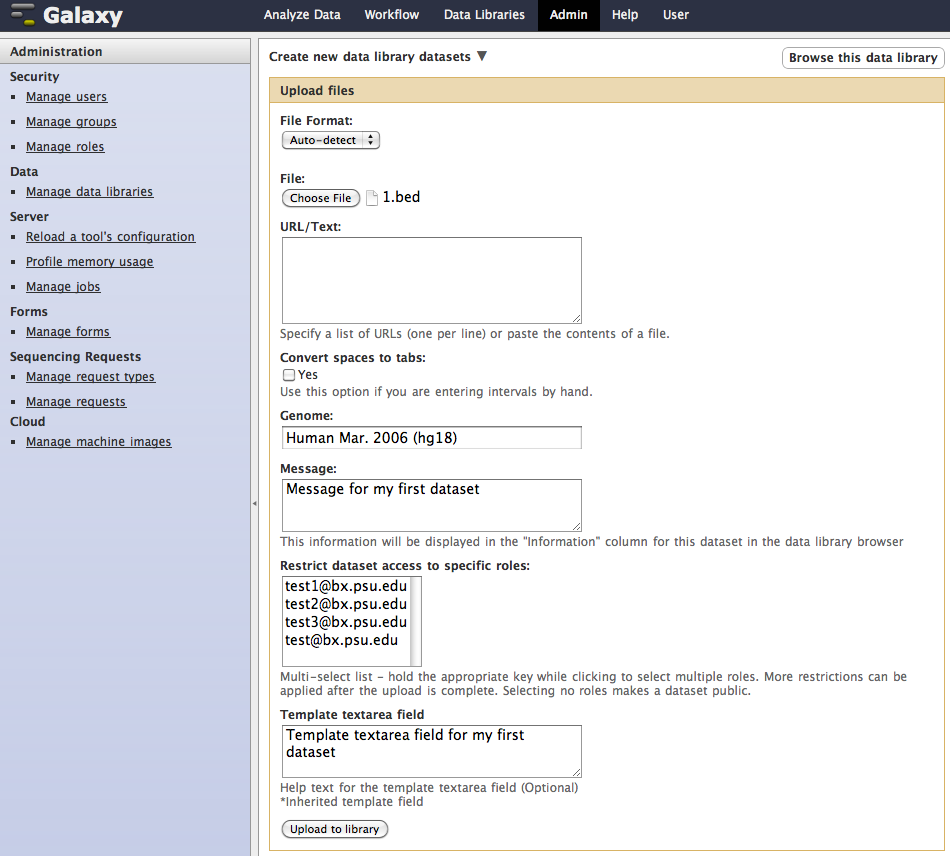 Galaxy
Analyze Data Workflow Data Libraries Admin Help User
Administration
Security
Manage users
Manage groups
Manage roles
Data
Manage data libraries
Server
Reload a tool's configuration
Profile memory usage
Manage jobs
Forms
Manage forms
Sequencing Requests
Manage request types
Manage requests
Cloud
Manage machine images
Create new data library datasets ▼
Browse this data library
Upload files
File Format:
Auto-detect
File:
Choose File 1.bed
URL/Text:
Specify a list of URLs (one per line) or paste the contents of a file.
Convert spaces to tabs:
Yes
Use this option if you are entering intervals by hand.
Genome:
Human Mar. 2006 (hg18)
Message:
Message for my first dataset
This information will be displayed in the "Information" column for this dataset in the data library browser
Restrict dataset access to specific roles:
test1@bx.psu.edu
test2@bx.psu.edu
test3@bx.psu.edu
test@bx.psu.edu
Multi-select list - hold the appropriate key while clicking to select multiple roles. More restrictions can be
applied after the upload is complete. Selecting no roles makes a dataset public.
Template textarea field
Template textarea field for my first
dataset
Help text for the template textarea field (Optional)
*Inherited template field
Upload to library